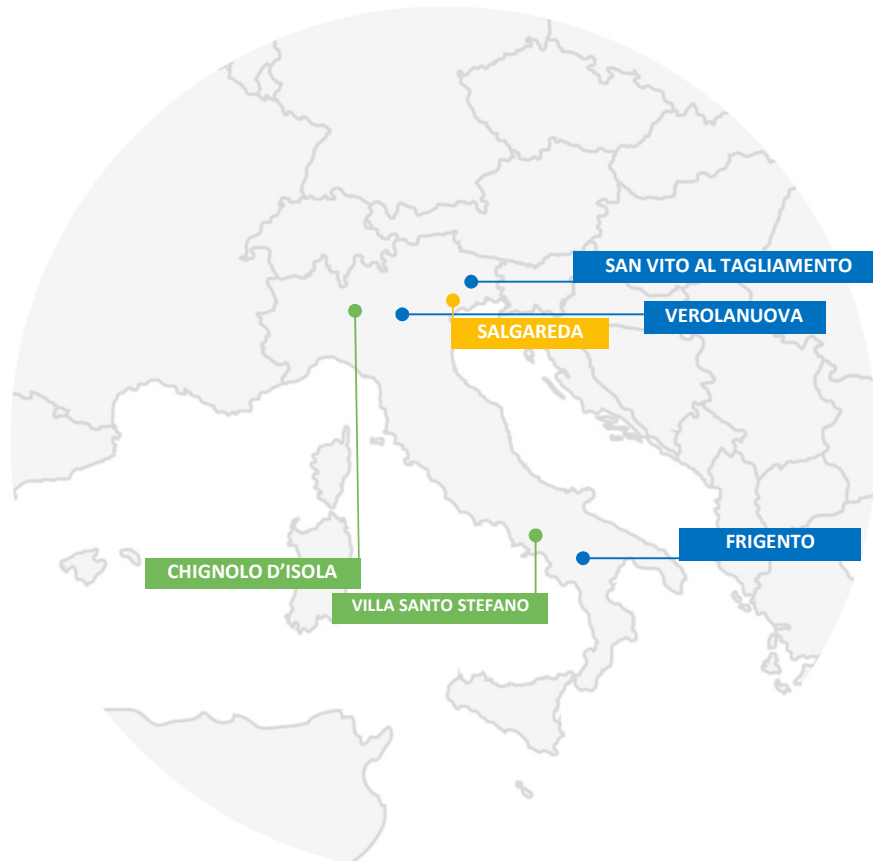 SAN VITO AL TAGLIAMENTO
VEROLANUOVA
SALGAREDA
FRIGENTO
CHIGNOLO D’ISOLA
VILLA SANTO STEFANO